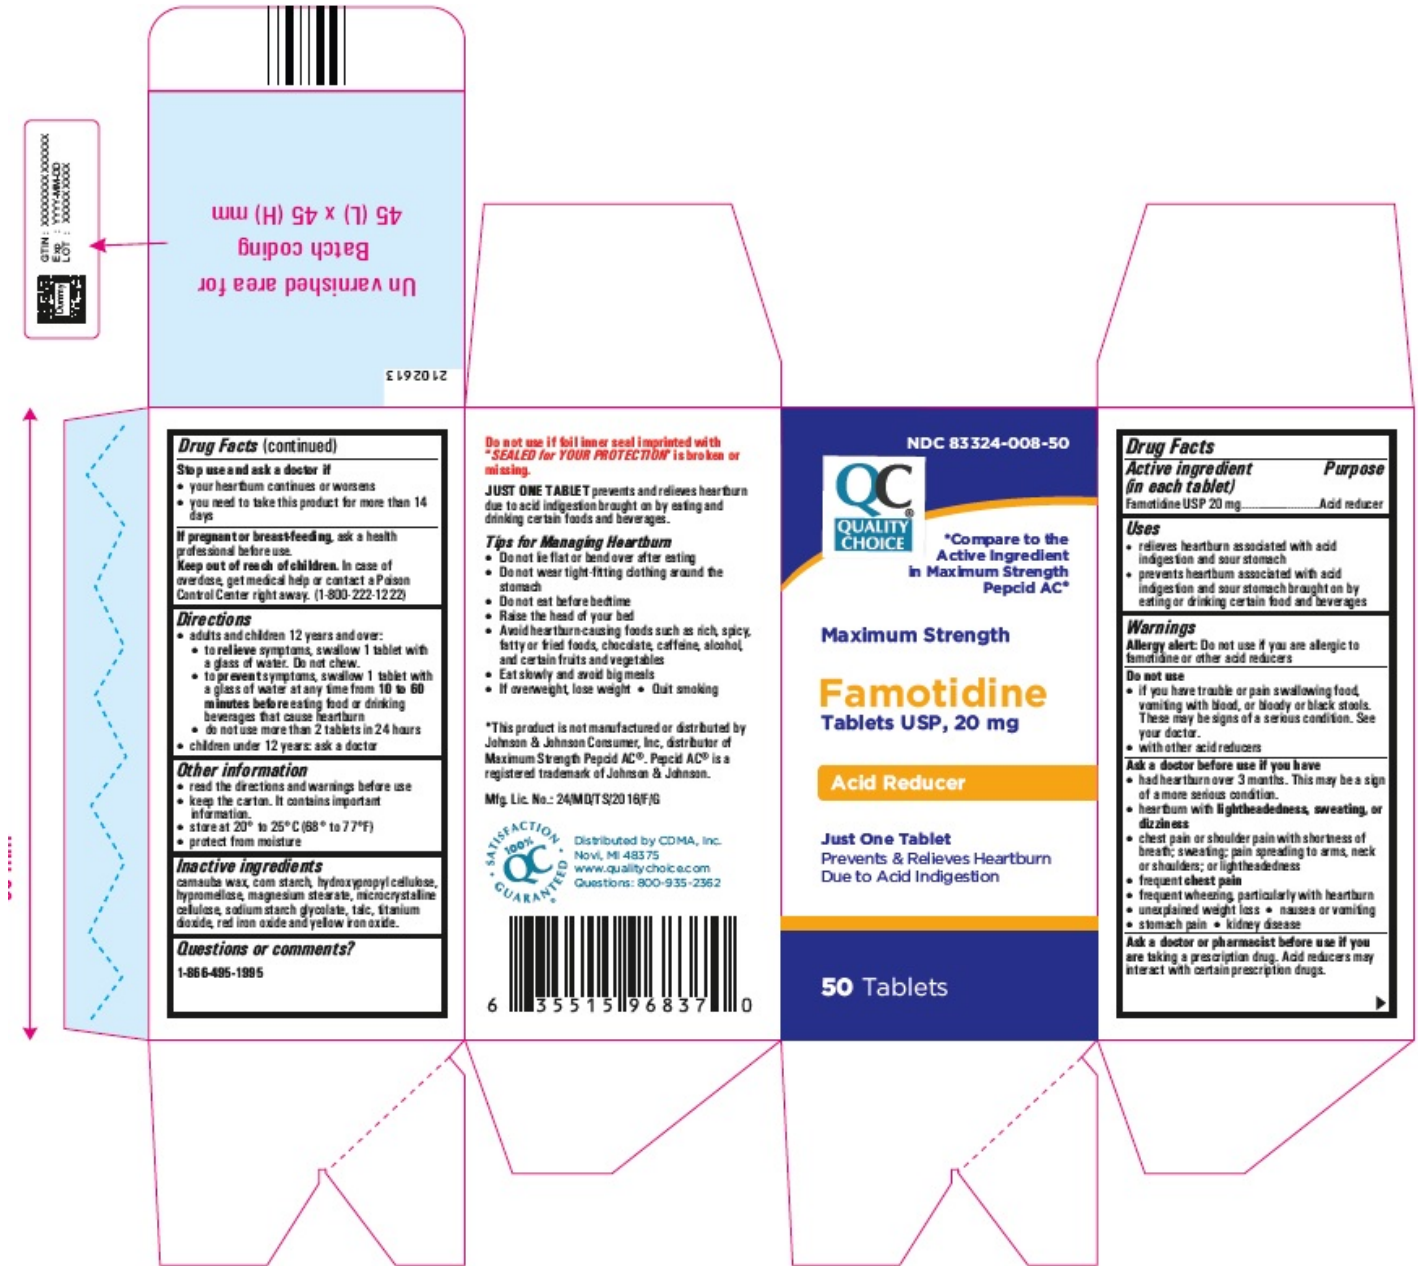 GTIN : XXXXXXXXXXXXXX
Exp : YYYY-MM-DD
LOT : XXXXXXXXXX
Dummy
Un varnished area for
Batch coding
45 (L) x 45 (H) mm
2102613
Drug Facts (continued)
Stop use and ask a doctor if
• your heartburn continues or worsens
• you need to take this product for more than 14
days
If pregnant or breast-feeding, ask a health
professional before use.
Keep out of reach of children. In case of
overdose, get medical help or contact a Poison
Control Center right away. (1-800-222-1222)
Directions
• adults and children 12 years and over:
• to relieve symptoms, swallow 1 tablet with
a glass of water. Do not chew.
• to prevent symptoms, swallow 1 tablet with
a glass of water at any time from 10 to 60
minutes before eating food or drinking
beverages that cause heartburn
• do not use more than 2 tablets in 24 hours
• children under 12 years: ask a doctor
Other information
• read the directions and warnings before use
• keep the carton. It contains important
information.
• store at 20° to 25°C (68° to 77°F)
• protect from moisture
Inactive ingredients
carnauba wax, corn starch, hydroxypropyl cellulose,
hypromellose, magnesium stearate, microcrystalline
cellulose, sodium starch glycolate, talc, titanium
dioxide, red iron oxide and yellow iron oxide.
Questions or comments?
1-866-495-1995
Do not use if foil inner seal imprinted with
"SEALED for YOUR PROTECTION" is broken or
missing.
JUST ONE TABLET prevents and relieves heartburn
due to acid indigestion brought on by eating and
drinking certain foods and beverages.
Tips for Managing Heartburn
• Do not lie flat or bend over after eating
• Do not wear tight-fitting clothing around the
stomach
• Do not eat before bedtime
• Raise the head of your bed
• Avoid heartburn-causing foods such as rich, spicy,
fatty or fried foods, chocolate, caffeine, alcohol,
and certain fruits and vegetables
• Eat slowly and avoid big meals
• If overweight, lose weight • Quit smoking
*This product is not manufactured or distributed by
Johnson & Johnson Consumer, Inc, distributor of
Maximum Strength Pepcid AC®. Pepcid AC® is a
registered trademark of Johnson & Johnson.
Mfg. Lic. No.: 24/MD/TS/2016/F/G
SATISFACTION
100%
QC
GUARANTEED
Distributed by CDMA, Inc.
Novi, MI 48375
www.qualitychoice.com
Questions: 800-935-2362
6 35515 96837 0
NDC 83324-008-50
QC®
QUALITY
CHOICE
*Compare to the
Active Ingredient
in Maximum Strength
Pepcid AC®
Maximum Strength
Famotidine
Tablets USP, 20 mg
Acid Reducer
Just One Tablet
Prevents & Relieves Heartburn
Due to Acid Indigestion
50 Tablets
Drug Facts
Active ingredient Purpose
(in each tablet)
Famotidine USP 20 mg............................Acid reducer
Uses
• relieves heartburn associated with acid
indigestion and sour stomach
• prevents heartburn associated with acid
indigestion and sour stomach brought on by
eating or drinking certain food and beverages
Warnings
Allergy alert: Do not use if you are allergic to
famotidine or other acid reducers
Do not use
• if you have trouble or pain swallowing food,
vomiting with blood, or bloody or black stools.
These may be signs of a serious condition. See
your doctor.
• with other acid reducers
Ask a doctor before use if you have
• had heartburn over 3 months. This may be a sign
of a more serious condition.
• heartburn with lightheadedness, sweating, or
dizziness
• chest pain or shoulder pain with shortness of
breath; sweating; pain spreading to arms, neck
or shoulders; or lightheadedness
• frequent chest pain
• frequent wheezing, particularly with heartburn
• unexplained weight loss • nausea or vomiting
• stomach pain • kidney disease
Ask a doctor or pharmacist before use if you
are taking a prescription drug. Acid reducers may
interact with certain prescription drugs.